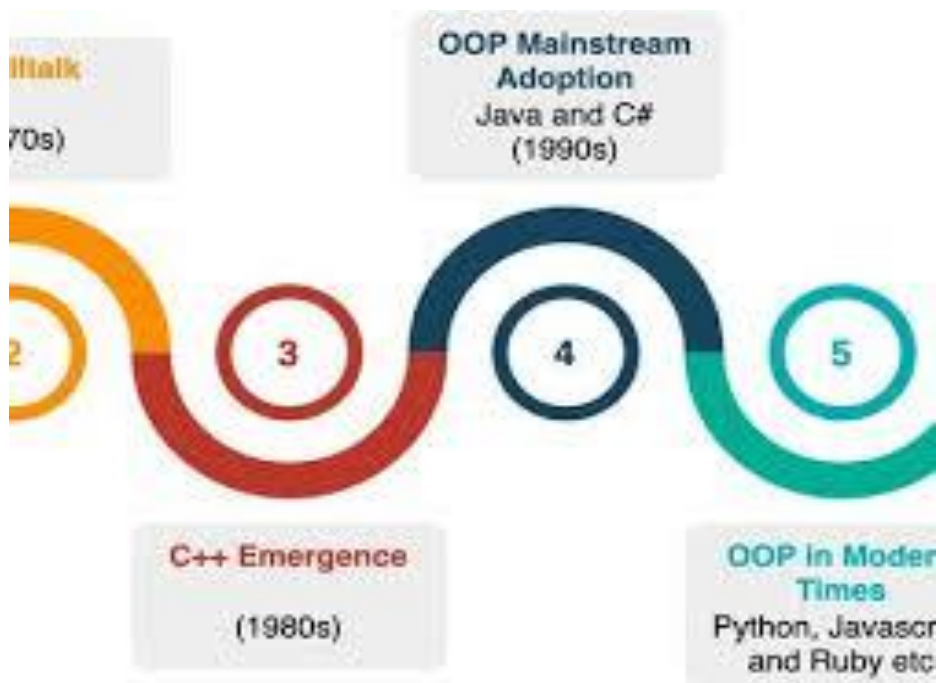 lltalk
70s)
OOP Mainstream
Adoption
Java and C#
(1990s)
2
3
4
5
C++ Emergence
(1980s)
OOP in Moder
Times
Python, Javascr
and Ruby etc